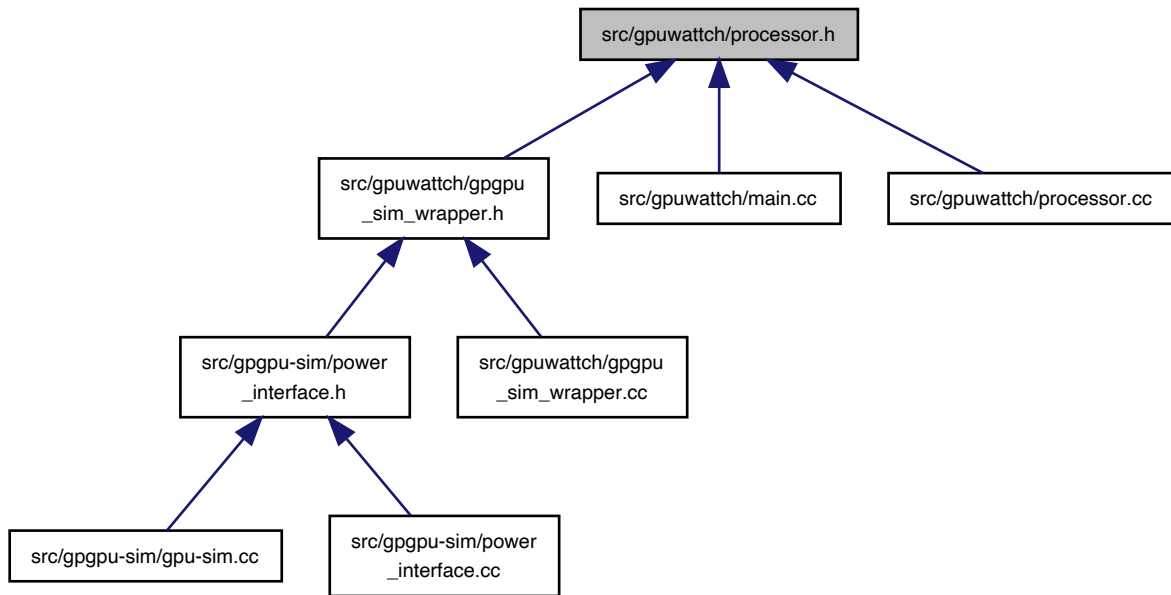 src/gpuwattch/processor.h
src/gpuwattch/gpgpu
_sim_wrapper.h
src/gpuwattch/main.cc
src/gpuwattch/processor.cc
src/gpgpu-sim/power
_interface.h
src/gpuwattch/gpgpu
_sim_wrapper.cc
src/gpgpu-sim/gpu-sim.cc
src/gpgpu-sim/power
_interface.cc